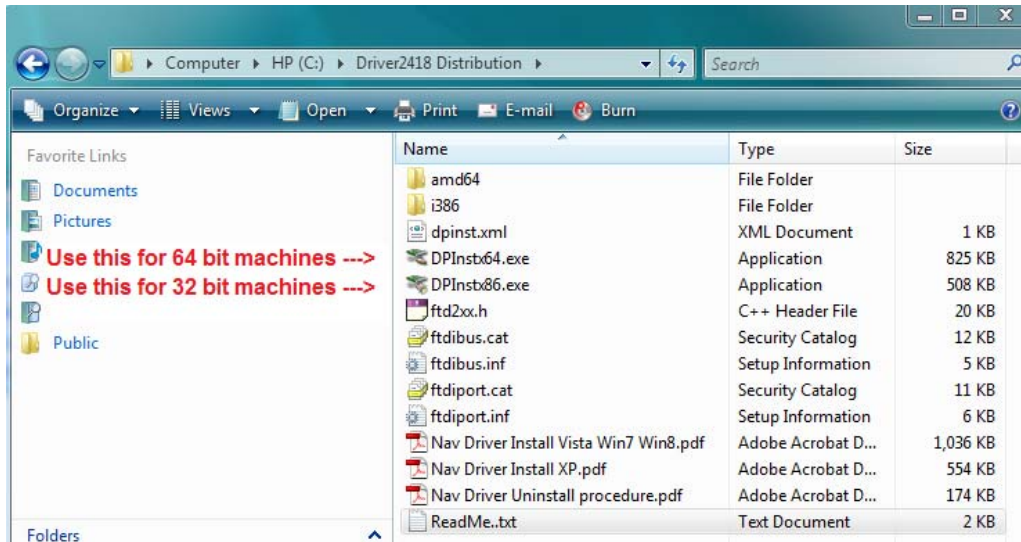 Computer HP (C:) Driver2418 Distribution Search
Organize Views Open Print E-mail Burn
Favorite Links
Documents
Pictures
Use this for 64 bit machines --->
Use this for 32 bit machines --->
Public
Folders
Name Type Size
amd64 File Folder
i386 File Folder
dpinst.xml XML Document 1 KB
DPInstx64.exe Application 825 KB
DPInstx86.exe Application 508 KB
ftd2xx.h C++ Header File 20 KB
ftdibus.cat Security Catalog 12 KB
ftdibus.inf Setup Information 5 KB
ftdiport.cat Security Catalog 11 KB
ftdiport.inf Setup Information 6 KB
Nav Driver Install Vista Win7 Win8.pdf Adobe Acrobat D... 1,036 KB
Nav Driver Install XP.pdf Adobe Acrobat D... 554 KB
Nav Driver Uninstall procedure.pdf Adobe Acrobat D... 174 KB
ReadMe..txt Text Document 2 KB